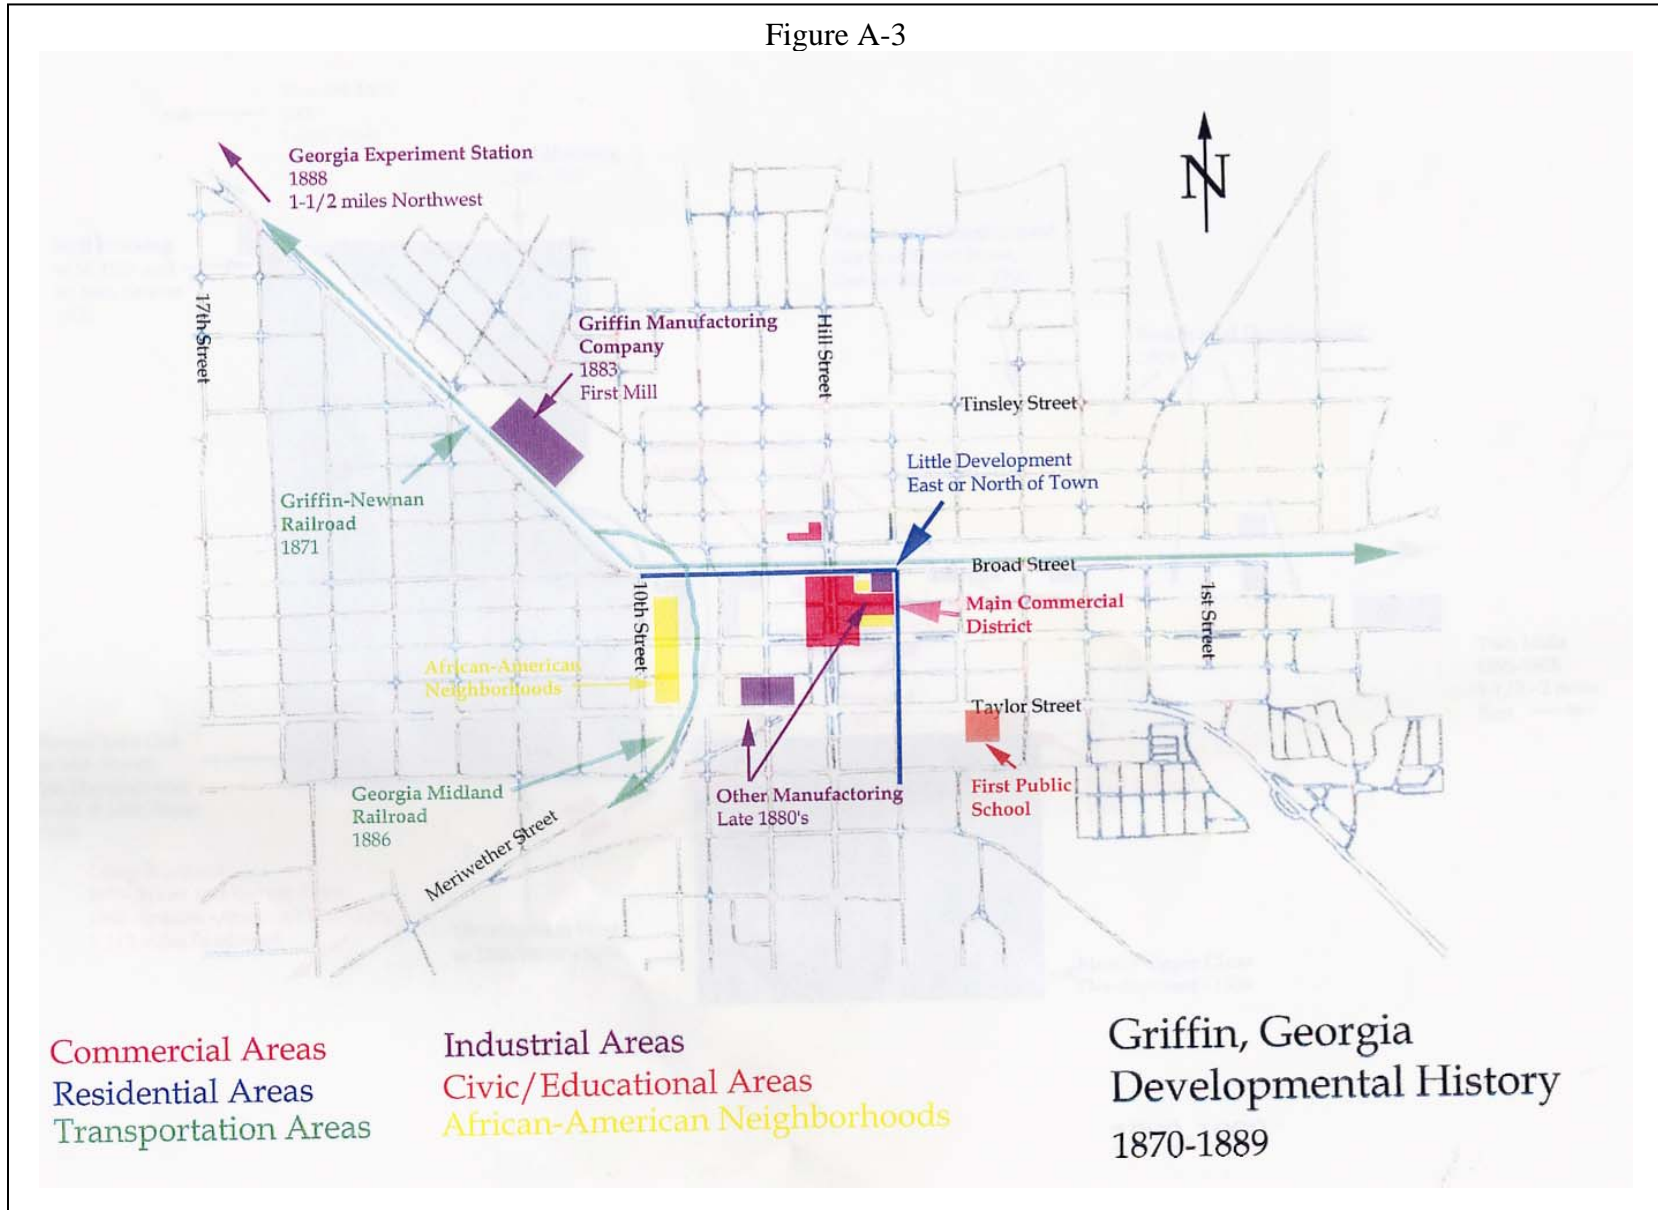 Figure A-3
Georgia Experiment Station
1888
1-1/2 miles Northwest
N
17th Street
Griffin Manufactoring
Company
1883
First Mill
Hill Street
Tinsley Street
Little Development
East or North of Town
Griffin-Newnan
Railroad
1871
Broad Street
10th Street
1st Street
Main Commercial
District
African-American
Neighborhoods
Taylor Street
Georgia Midland
Railroad
1886
Other Manufactoring
Late 1880's
First Public
School
Meriwether Street
Commercial Areas
Residential Areas
Transportation Areas
Industrial Areas
Civic/Educational Areas
African-American Neighborhoods
Griffin, Georgia
Developmental History
1870-1889